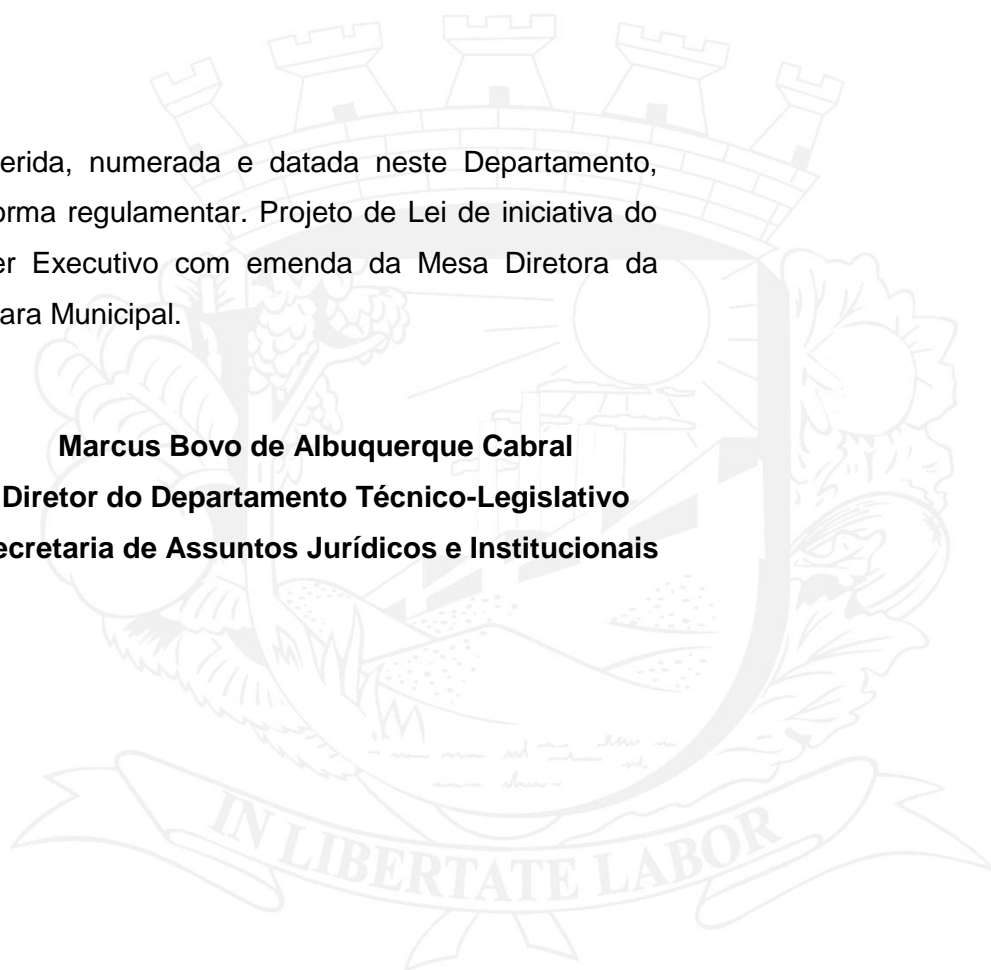 erida, numerada e datada neste Departamento,
orma regulamentar. Projeto de Lei de iniciativa do
er Executivo com emenda da Mesa Diretora da
ara Municipal.
Marcus Bovo de Albuquerque Cabral
Diretor do Departamento Técnico-Legislativo
ecretaria de Assuntos Jurídicos e Institucionais
IN LIBERTATE LABOR